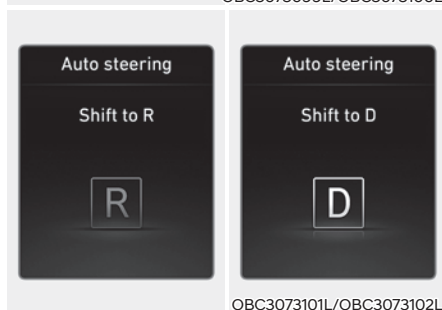 Auto steering
Shift to R
R
Auto steering
Shift to D
D
OBC3073101L/OBC3073102L